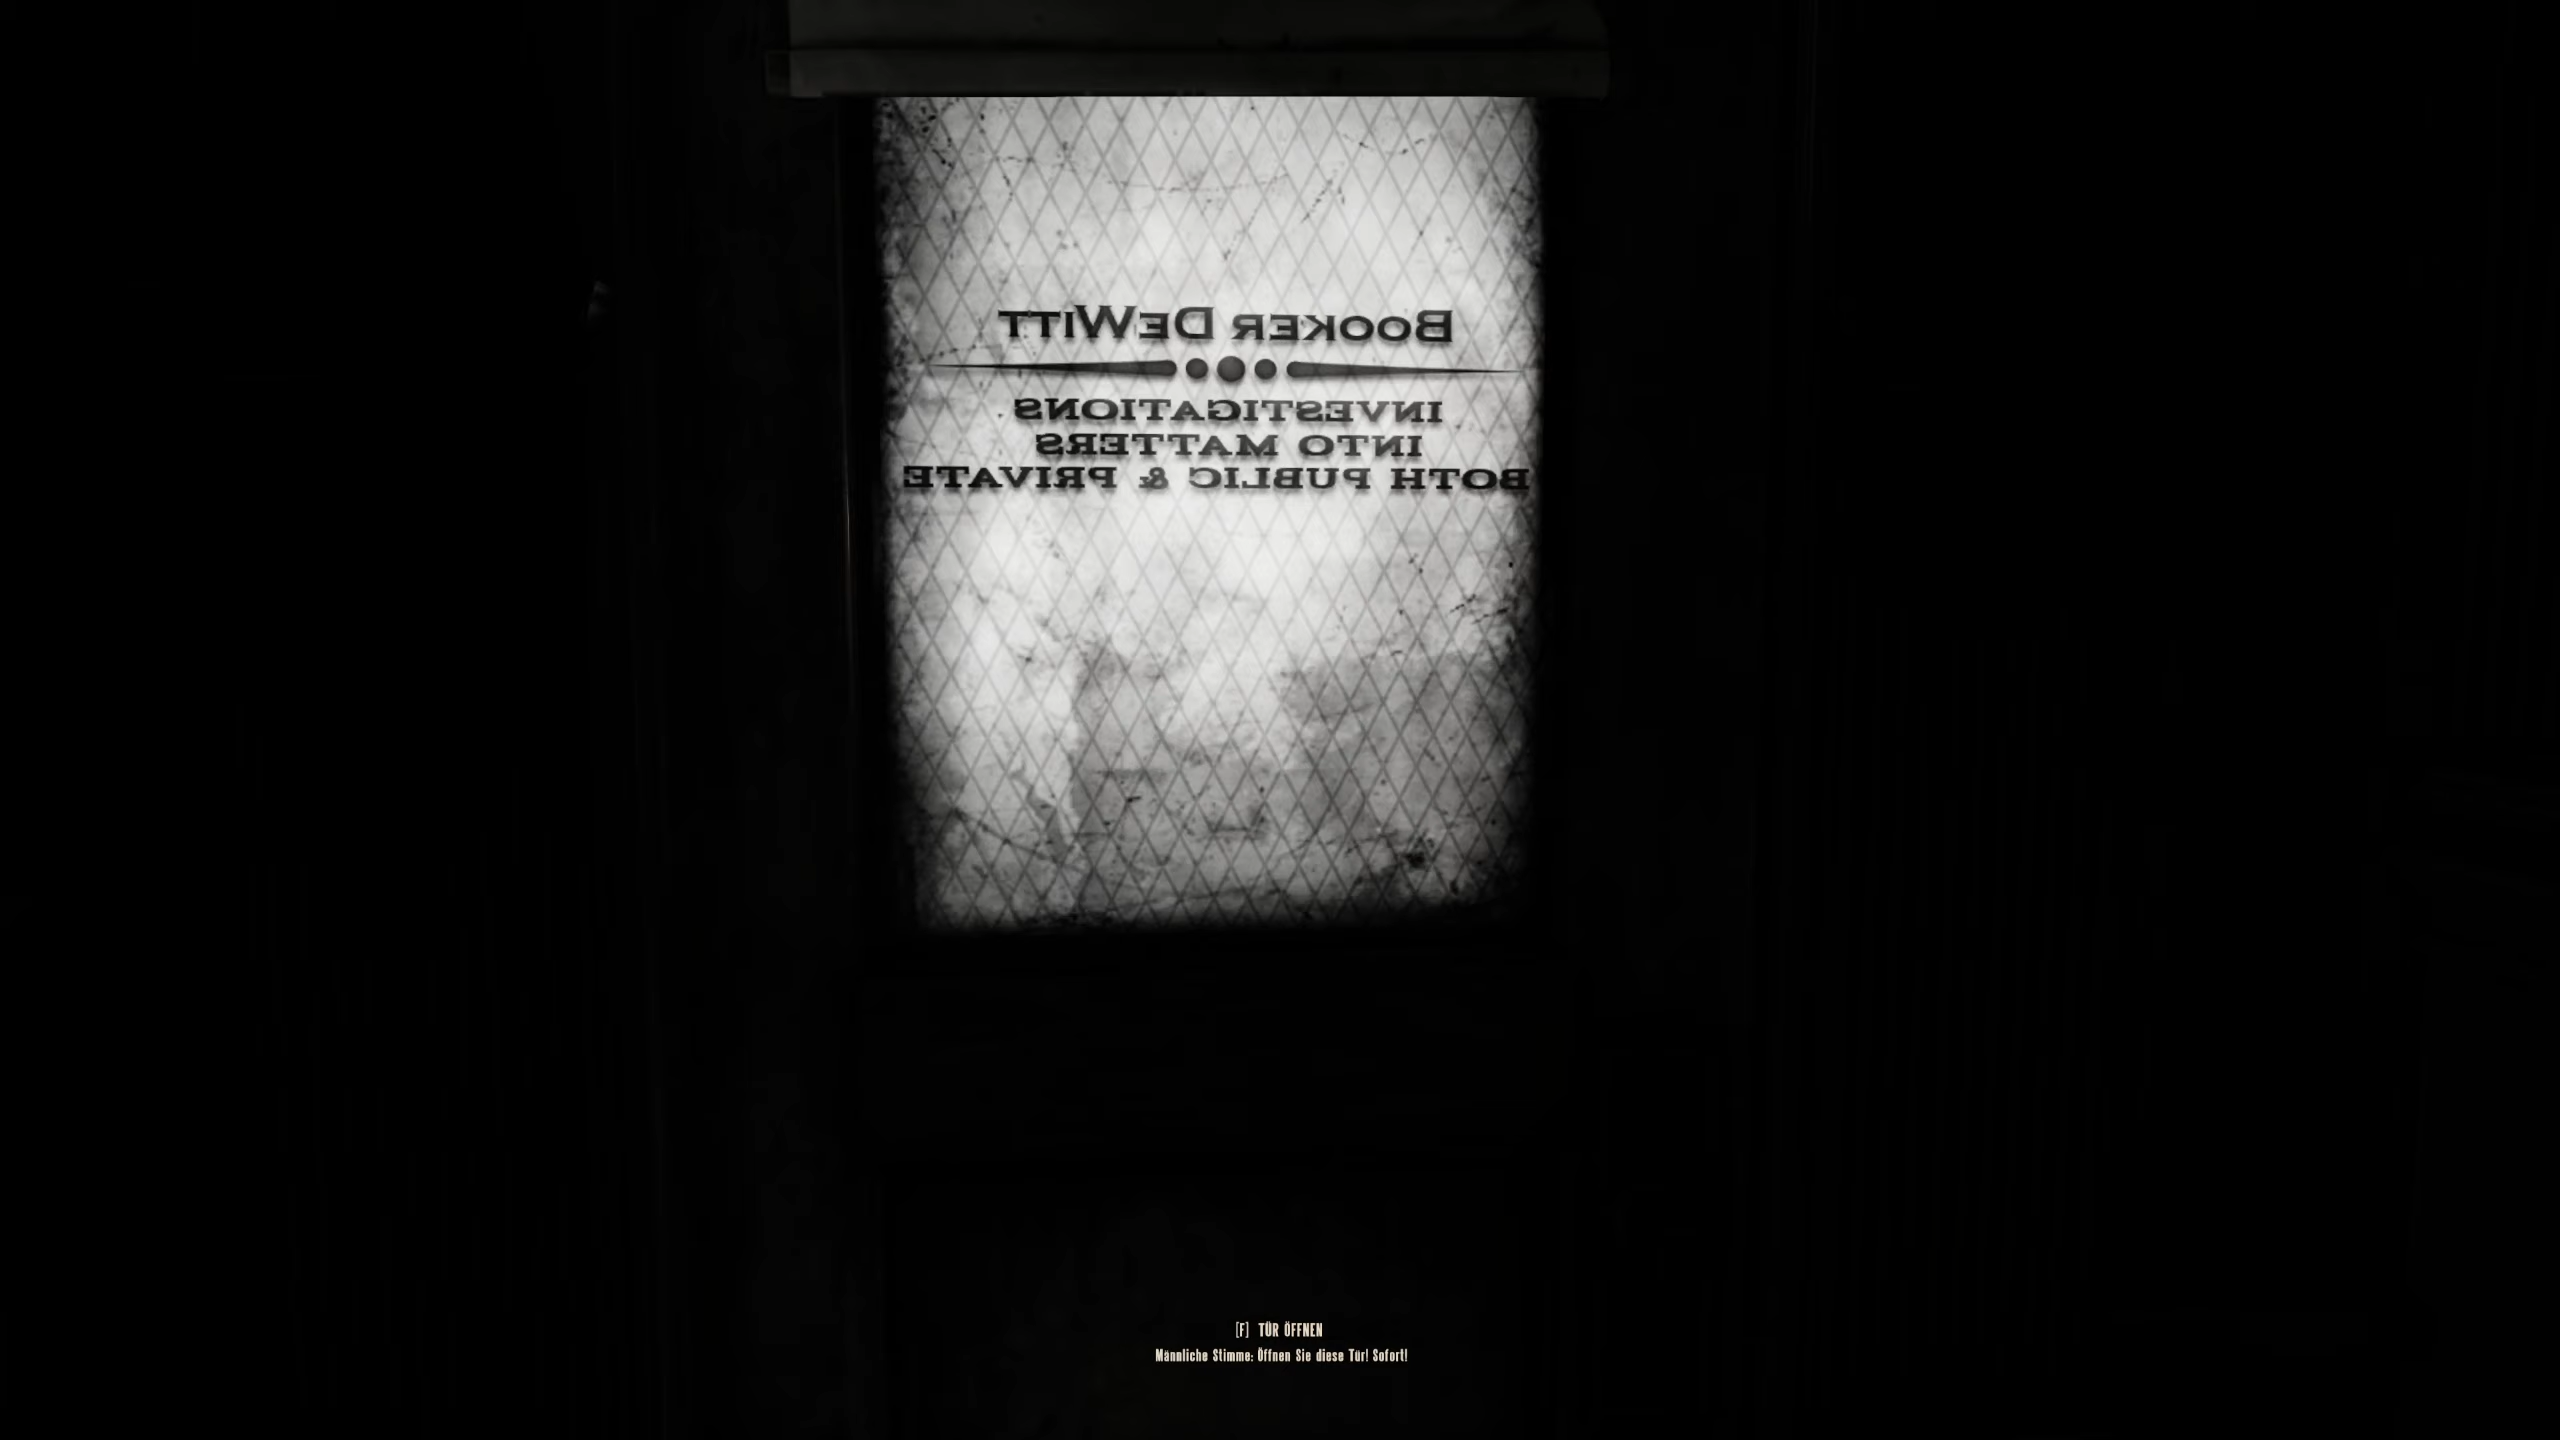 BOOKER DEWITT
INVESTIGATIONS
INTO MATTERS
BOTH PUBLIC & PRIVATE
[F] TÜR ÖFFNEN
Männliche Stimme: Öffnen Sie diese Tür! Sofort!